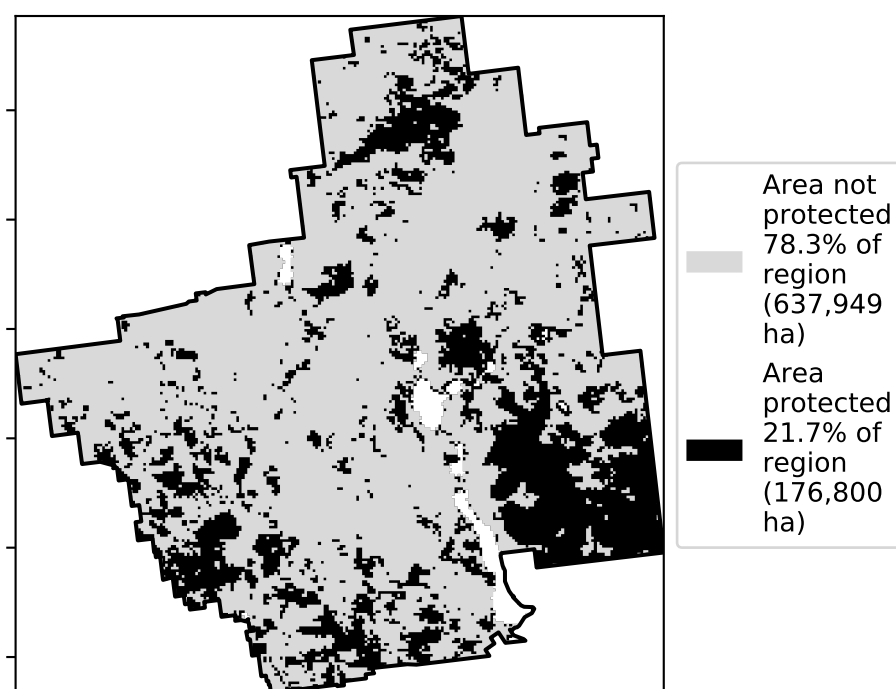 Area not
protected
78.3% of
region
(637,949
ha)
Area
protected
21.7% of
region
(176,800
ha)